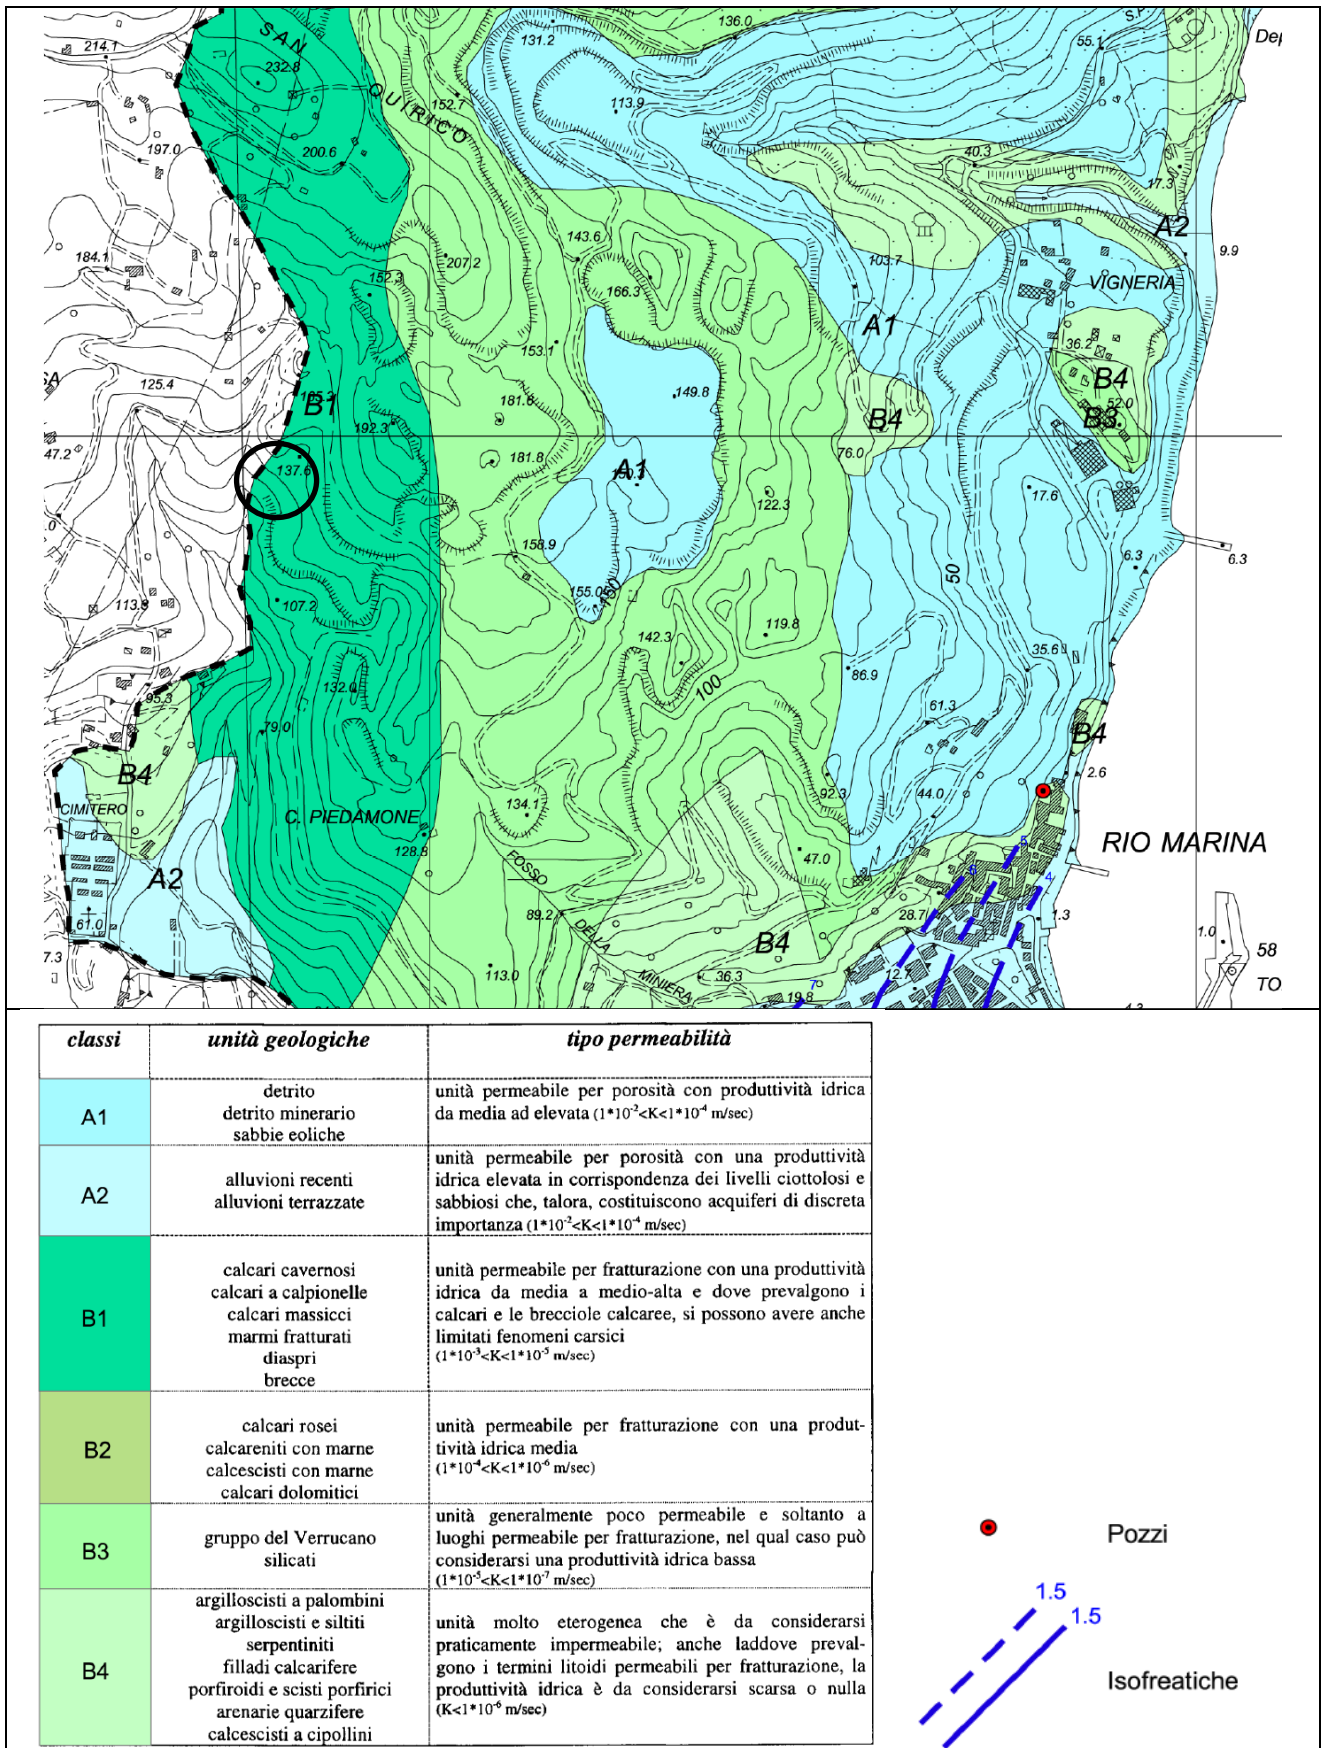 SAN
QUIRICO
136.0
131.2
S.P.
Dep
214.1
55.1
232.8
152.7
113.9
197.0
200.6
40.3
17.3
A2
143.6
9.9
207.2
103.7
184.1
152.3
166.3
VIGNERIA
A1
36.2
153.1
125.4
149.8
B4
B1
181.6
52.0
B3
B4
192.3
47.2
76.0
137.6
181.8
A1
122.3
17.6
158.9
50
6.3
6.3
155.0
150
113.8
107.2
119.8
142.3
35.6
86.9
132.0
100
95.3
61.3
79.0
B4
B4
2.6
92.3
44.0
CIMITERO
134.1
C. PIEDAMONE
5
RIO MARINA
128.8
47.0
FOSSO
6
4
A2
89.2
DELLA
28.7
1.3
61.0
B4
1.0
58
7.3
113.0
MINIERA
36.3
12.7
TO
7
19.8
classi
unità geologiche
tipo permeabilità
A1
detrito
detrito minerario
sabbie eoliche
unità permeabile per porosità con produttività idrica
da media ad elevata (1*10-2<K<1*10-4 m/sec)
A2
alluvioni recenti
alluvioni terrazzate
unità permeabile per porosità con una produttività
idrica elevata in corrispondenza dei livelli ciottolosi e
sabbiosi che, talora, costituiscono acquiferi di discreta
importanza (1*10-2<K<1*10-4 m/sec)
B1
calcari cavernosi
calcari a calpionelle
calcari massicci
marmi fratturati
diaspri
brecce
unità permeabile per fratturazione con una produttività
idrica da media a medio-alta e dove prevalgono i
calcari e le brecciole calcaree, si possono avere anche
limitati fenomeni carsici
(1*10-3<K<1*10-5 m/sec)
B2
calcari rosei
calcareniti con marne
calcescisti con marne
calcari dolomitici
unità permeabile per fratturazione con una produt-
tività idrica media
(1*10-4<K<1*10-6 m/sec)
B3
gruppo del Verrucano
silicati
unità generalmente poco permeabile e soltanto a
luoghi permeabile per fratturazione, nel qual caso può
considerarsi una produttività idrica bassa
(1*10-5<K<1*10-7 m/sec)
B4
argilloscisti a palombini
argilloscisti e siltiti
serpentiniti
filladi calcarifere
porfiroidi e scisti porfirici
arenarie quarzifere
calcescisti a cipollini
unità molto eterogenea che è da considerarsi
praticamente impermeabile; anche laddove preval-
gono i termini litoidi permeabili per fratturazione, la
produttività idrica è da considerarsi scarsa o nulla
(K<1*10-6 m/sec)
Pozzi
1.5
1.5
Isofreatiche